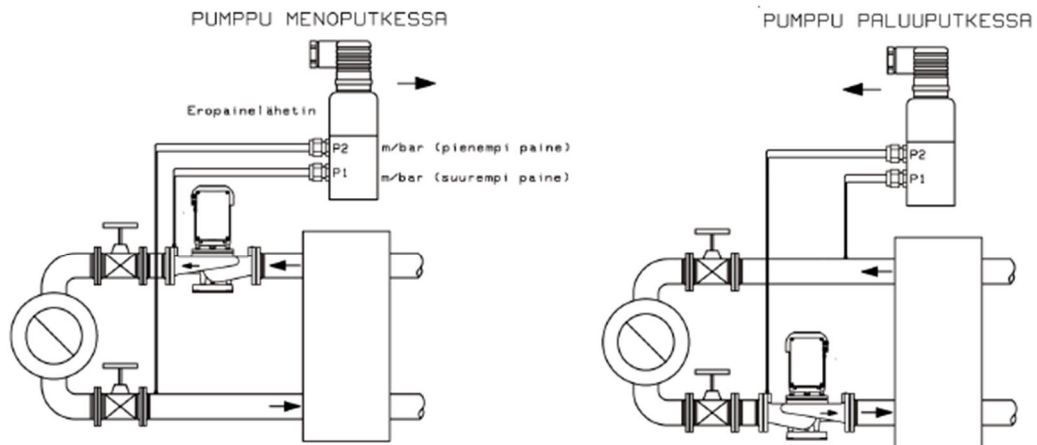 PUMPPU MENOPUTKESSA
PUMPPU PALUUPUTKESSA
Eropainelähetin
P2 m/bar (pienempi paine)
P1 m/bar (suurempi paine)
P2
P1